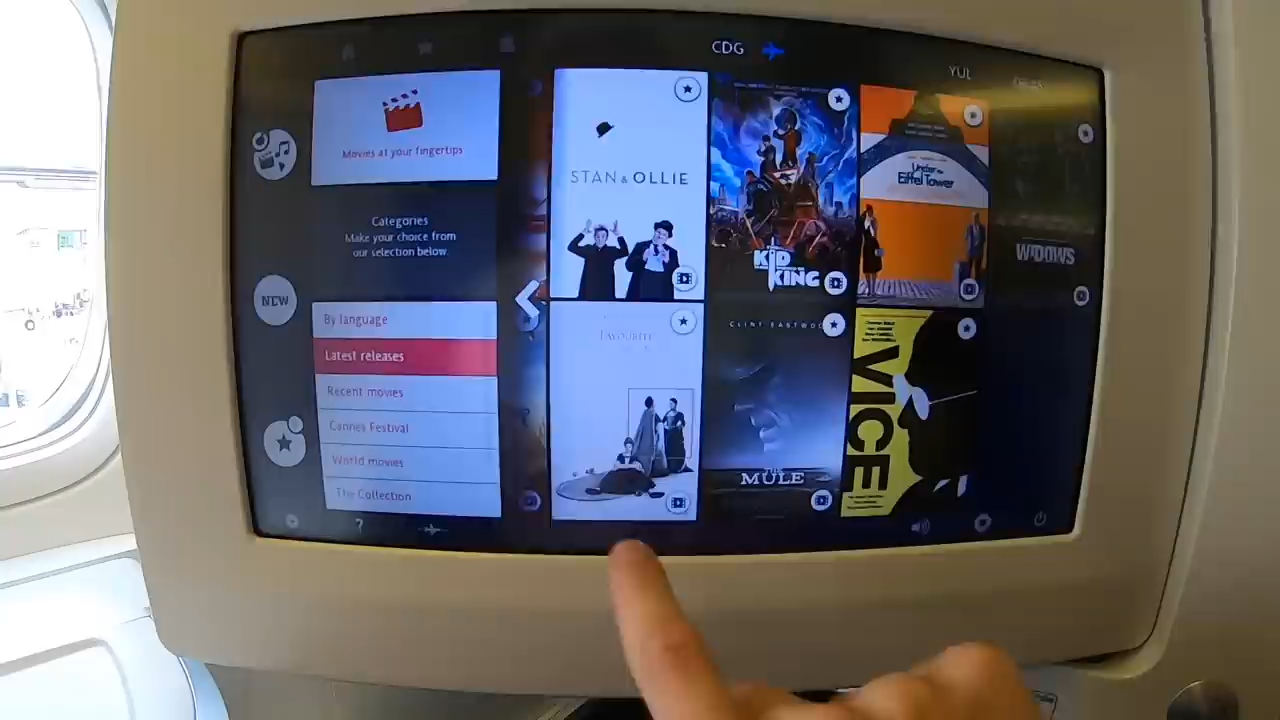 CDG
YUL
Movies at your fingertips
Categories
Make your choice from
our selection below.
NEW
By language
Latest releases
Recent movies
Cannes Festival
World movies
The Collection
?
STAN & OLLIE
KID
KING
Under the
Eiffel Tower
WIDOWS
FAVOURITE
CLINT EASTWOOD
THE
MULE
VICE